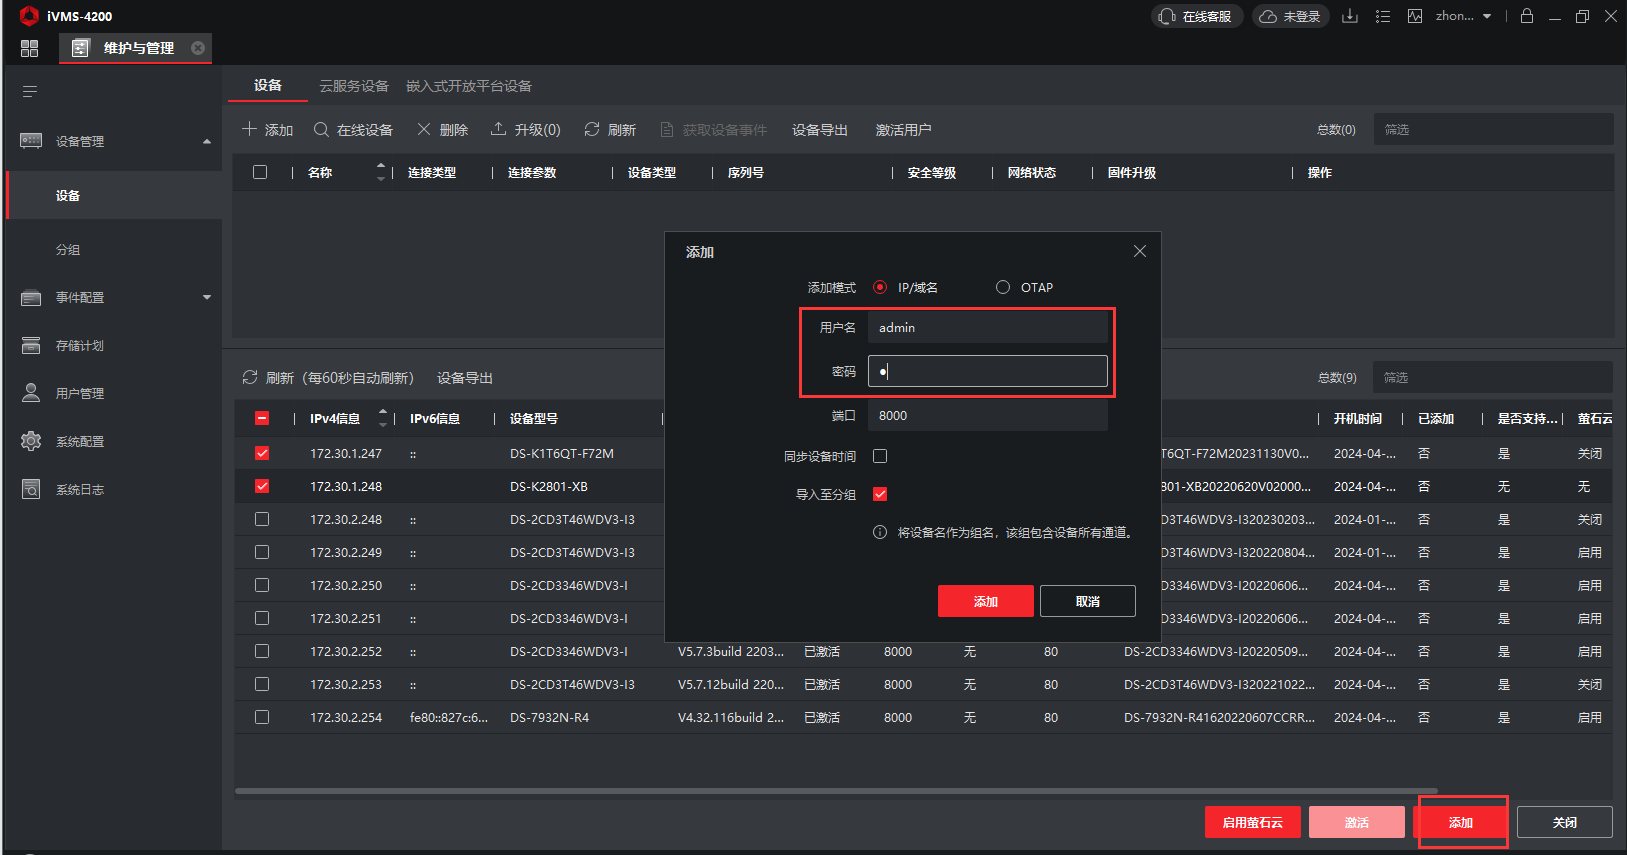 iVMS-4200
在线客服
未登录
zhon...
维护与管理
设备
云服务设备
嵌入式开放平台设备
添加
在线设备
删除
升级(0)
刷新
获取设备事件
设备导出
激活用户
总数(0)
筛选
名称
连接类型
连接参数
设备类型
序列号
安全等级
网络状态
固件升级
操作
设备管理
设备
分组
事件配置
存储计划
用户管理
系统配置
系统日志
添加
添加模式
IP/域名
OTAP
用户名
admin
密码
端口
8000
同步设备时间
导入至分组
将设备名作为组名，该组包含设备所有通道。
添加
取消
刷新（每60秒自动刷新）
设备导出
总数(9)
筛选
IPv4信息 IPv6信息 设备型号 开机时间 已添加 是否支持... 萤石云
172.30.1.247 :: DS-K1T6QT-F72M 1T6QT-F72M20231130V0... 2024-04-... 否 是 关闭
172.30.1.248 DS-K2801-XB 801-XB20220620V02000... 2024-04-... 否 无 无
172.30.2.248 :: DS-2CD3T46WDV3-I3 D3T46WDV3-I320230203... 2024-01-... 否 是 关闭
172.30.2.249 :: DS-2CD3T46WDV3-I3 D3T46WDV3-I320220804... 2024-01-... 否 是 启用
172.30.2.250 :: DS-2CD3346WDV3-I D3346WDV3-I20220606... 2024-04-... 否 是 启用
172.30.2.251 :: DS-2CD3346WDV3-I D3346WDV3-I20220606... 2024-04-... 否 是 启用
172.30.2.252 :: DS-2CD3346WDV3-I V5.7.3build 2203... 已激活 8000 无 80 DS-2CD3346WDV3-I20220509... 2024-04-... 否 是 启用
172.30.2.253 :: DS-2CD3T46WDV3-I3 V5.7.12build 220... 已激活 8000 无 80 DS-2CD3T46WDV3-I320221022... 2024-04-... 否 是 关闭
172.30.2.254 fe80::827c:6... DS-7932N-R4 V4.32.116build 2... 已激活 8000 无 80 DS-7932N-R41620220607CCRR... 2024-04-... 否 是 启用
启用萤石云
激活
添加
关闭